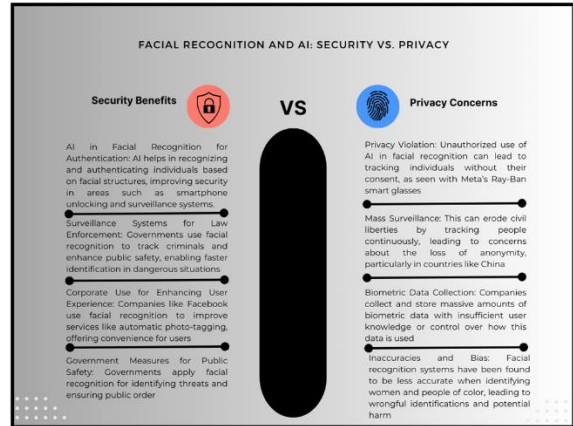 FACIAL RECOGNITION AND AI: SECURITY VS. PRIVACY
Security Benefits
VS
Privacy Concerns
AI in Facial Recognition for
Authentication: AI helps in recognizing
and authenticating individuals based
on facial structures, improving security
in areas such as smartphone
unlocking and surveillance systems.
Surveillance Systems for Law
Enforcement: Governments use facial
recognition to track criminals and
enhance public safety, enabling faster
identification in dangerous situations
Corporate Use for Enhancing User
Experience: Companies like Facebook
use facial recognition to improve
services like automatic photo-tagging,
offering convenience for users
Government Measures for Public
Safety: Governments apply facial
recognition for identifying threats and
ensuring public order
Privacy Violation: Unauthorized use of
AI in facial recognition can lead to
tracking individuals without their
consent, as seen with Meta's Ray-Ban
smart glasses
Mass Surveillance: This can erode civil
liberties by tracking people
continuously, leading to concerns
about the loss of anonymity,
particularly in countries like China
Biometric Data Collection: Companies
collect and store massive amounts of
biometric data with insufficient user
knowledge or control over how this
data is used
Inaccuracies and Bias: Facial
recognition systems have been found
to be less accurate when identifying
women and people of color, leading to
wrongful identifications and potential
harm